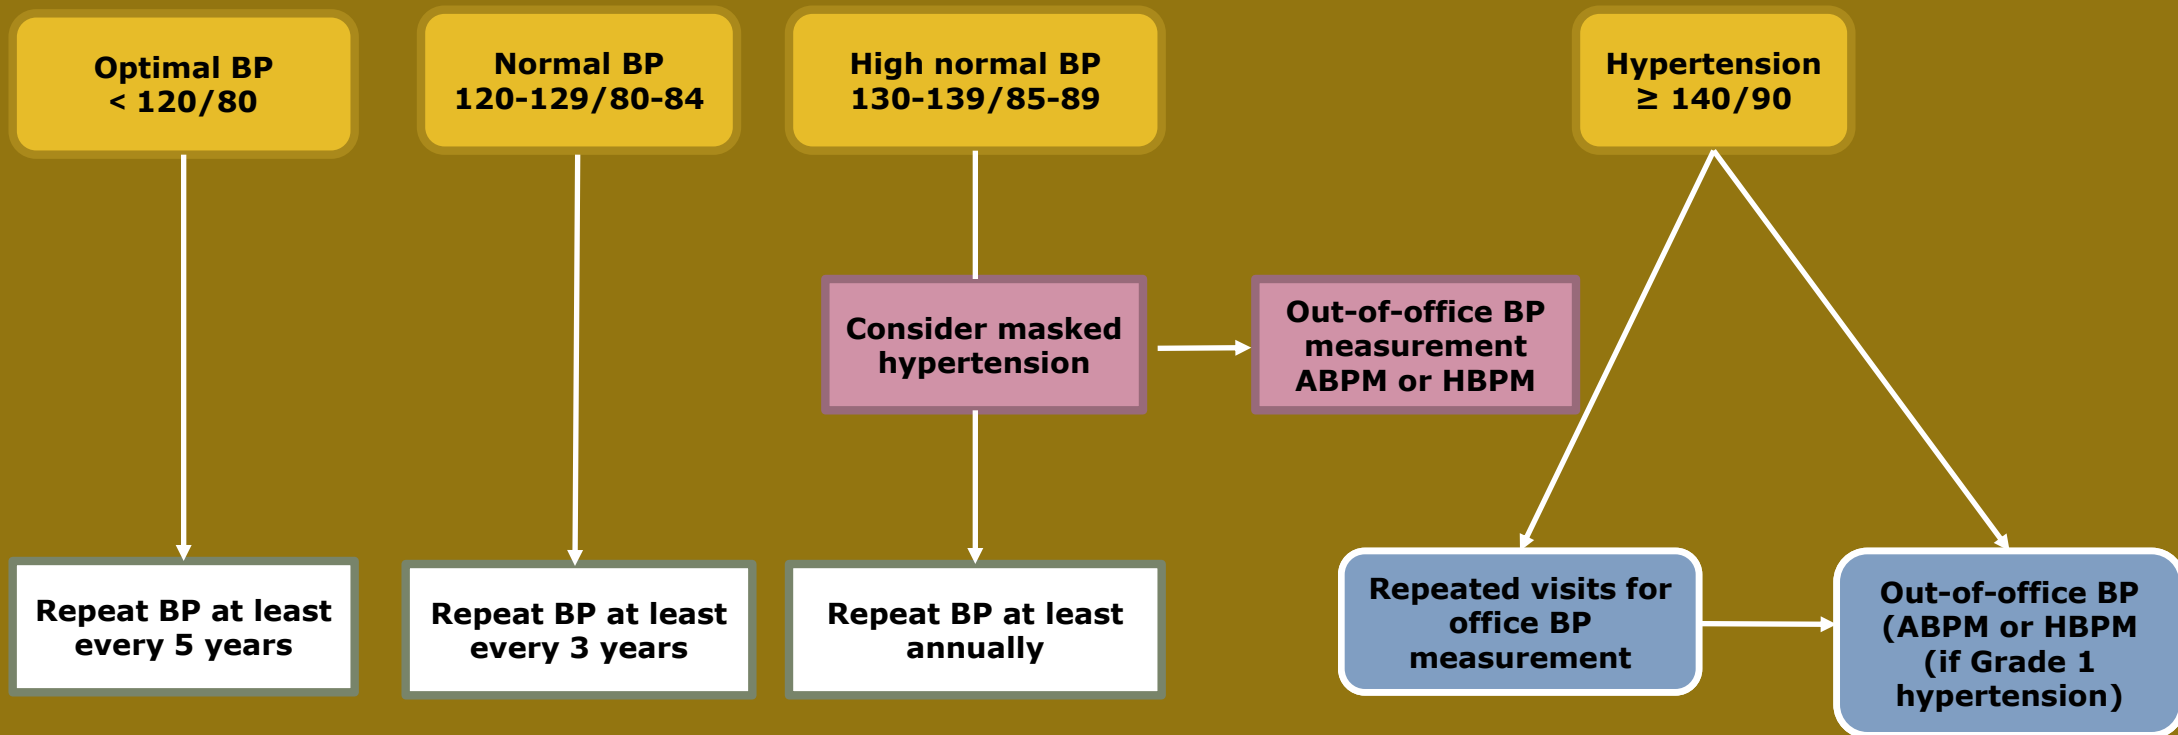 Optimal BP
< 120/80
Normal BP
120-129/80-84
High normal BP
130-139/85-89
Hypertension
≥ 140/90
Consider masked
hypertension
Out-of-office BP
measurement
ABPM or HBPM
Repeat BP at least
every 5 years
Repeat BP at least
every 3 years
Repeat BP at least
annually
Repeated visits for
office BP
measurement
Out-of-office BP
(ABPM or HBPM
(if Grade 1
hypertension)